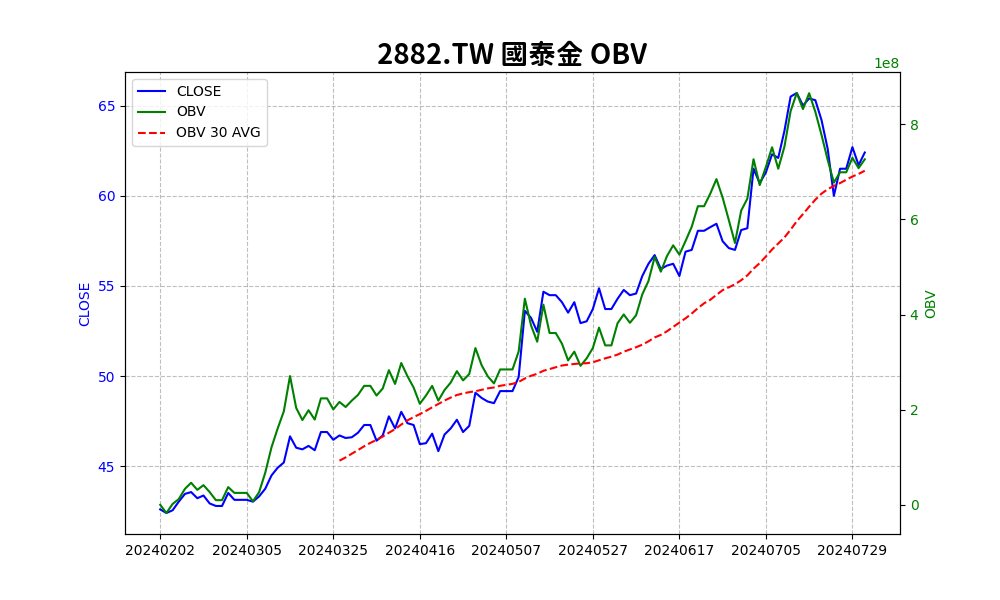 2882.TW 國泰金 OBV
1e8
CLOSE
OBV
OBV 30 AVG
65
60
55
50
45
CLOSE
8
6
4
2
0
OBV
20240202 20240305 20240325 20240416 20240507 20240527 20240617 20240705 20240729